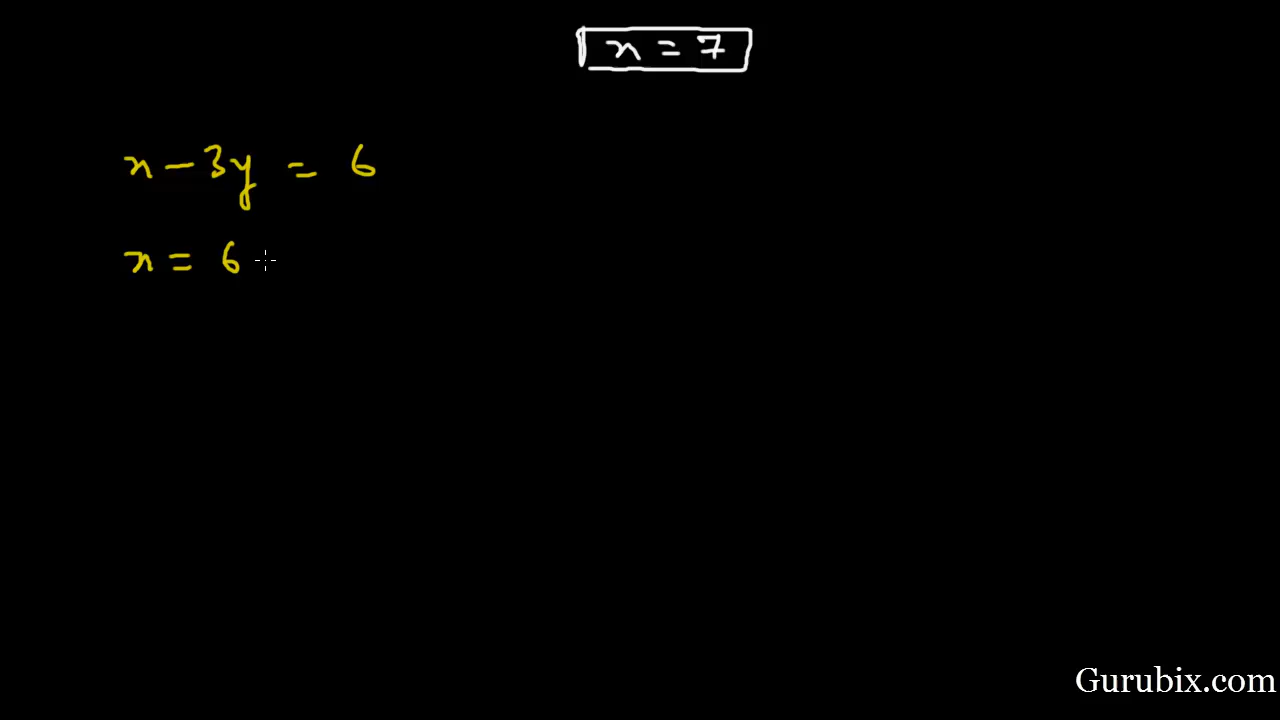 x = 7
x - 3y = 6
x = 6
Gurubix.com